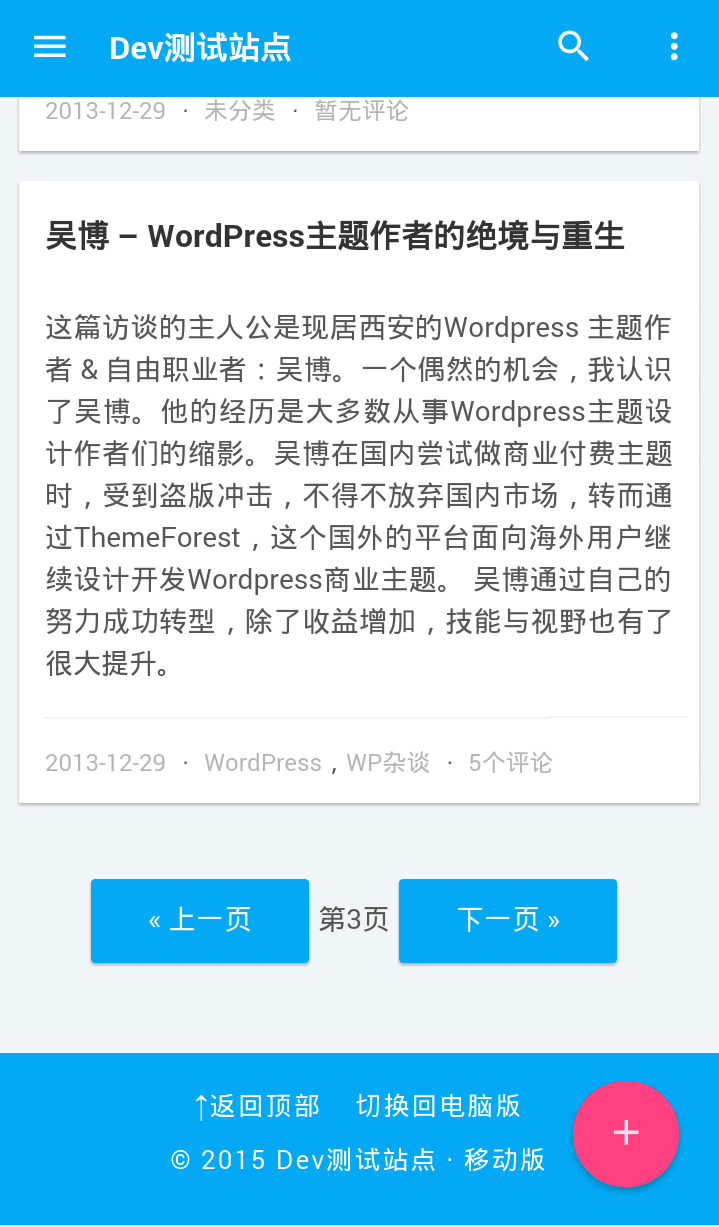 Dev测试站点
2013-12-29 · 未分类 · 暂无评论
吴博 – WordPress主题作者的绝境与重生
这篇访谈的主人公是现居西安的Wordpress 主题作
者 & 自由职业者：吴博。一个偶然的机会，我认识
了吴博。他的经历是大多数从事Wordpress主题设
计作者们的缩影。吴博在国内尝试做商业付费主题
时，受到盗版冲击，不得不放弃国内市场，转而通
过ThemeForest，这个国外的平台面向海外用户继
续设计开发Wordpress商业主题。 吴博通过自己的
努力成功转型，除了收益增加，技能与视野也有了
很大提升。
2013-12-29 · WordPress , WP杂谈 · 5个评论
« 上一页 第3页 下一页 »
↑返回顶部 切换回电脑版
© 2015 Dev测试站点 · 移动版